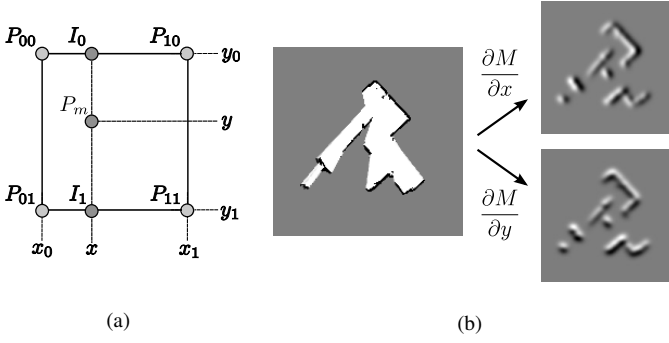 P₀₀ I₀ P₁₀ y₀
Pₘ y
P₀₁ I₁ P₁₁ y₁
x₀ x x₁
(a)
∂M
∂x
∂M
∂y
(b)